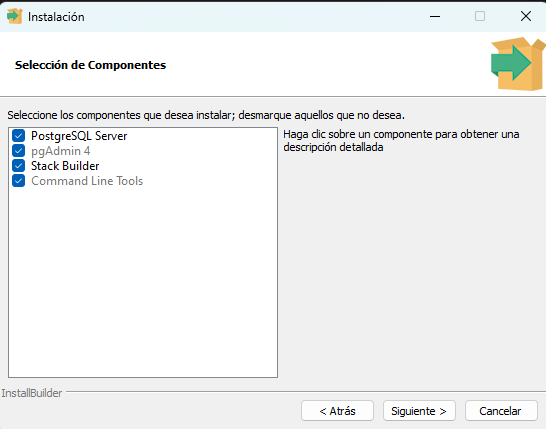 Instalación
Selección de Componentes
Seleccione los componentes que desea instalar; desmarque aquellos que no desea.
PostgreSQL Server
pgAdmin 4
Stack Builder
Command Line Tools
Haga clic sobre un componente para obtener una
descripción detallada
InstallBuilder
< Atrás
Siguiente >
Cancelar